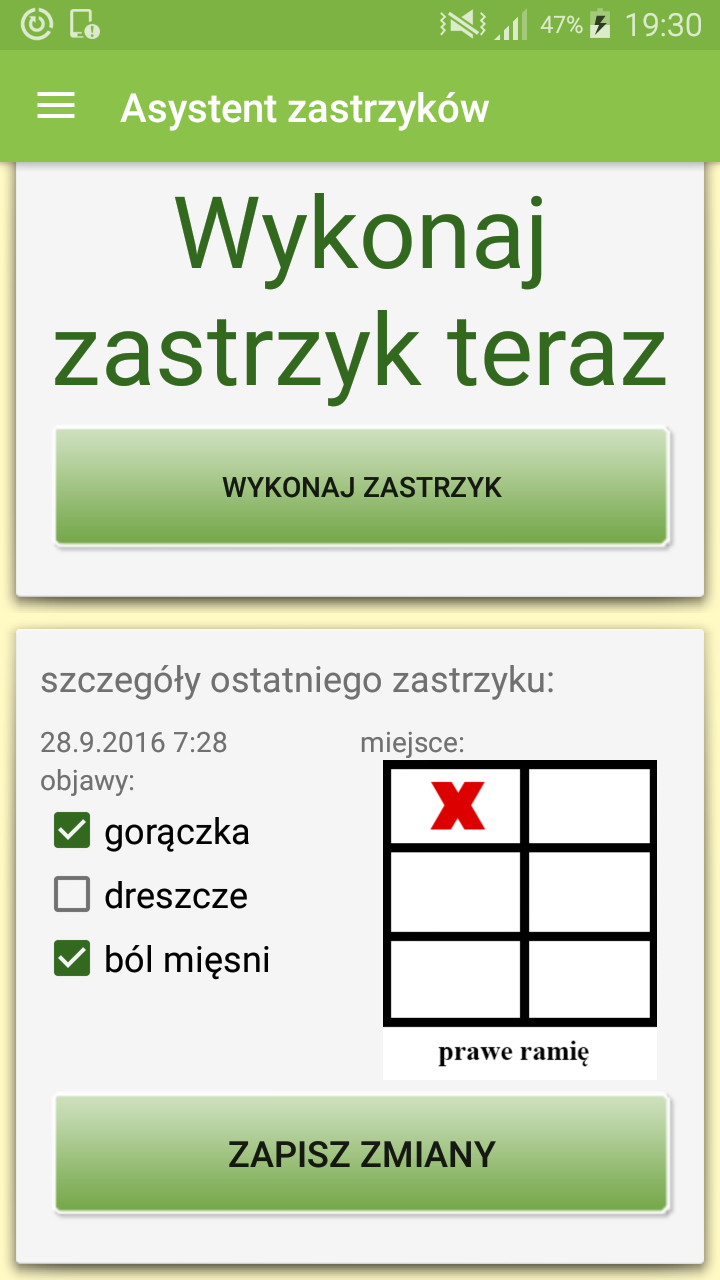 47% 19:30
Asystent zastrzyków
Wykonaj
zastrzyk teraz
WYKONAJ ZASTRZYK
szczegóły ostatniego zastrzyku:
28.9.2016 7:28
objawy:
gorączka
dreszcze
ból mięsni
miejsce:
X
prawe ramię
ZAPISZ ZMIANY